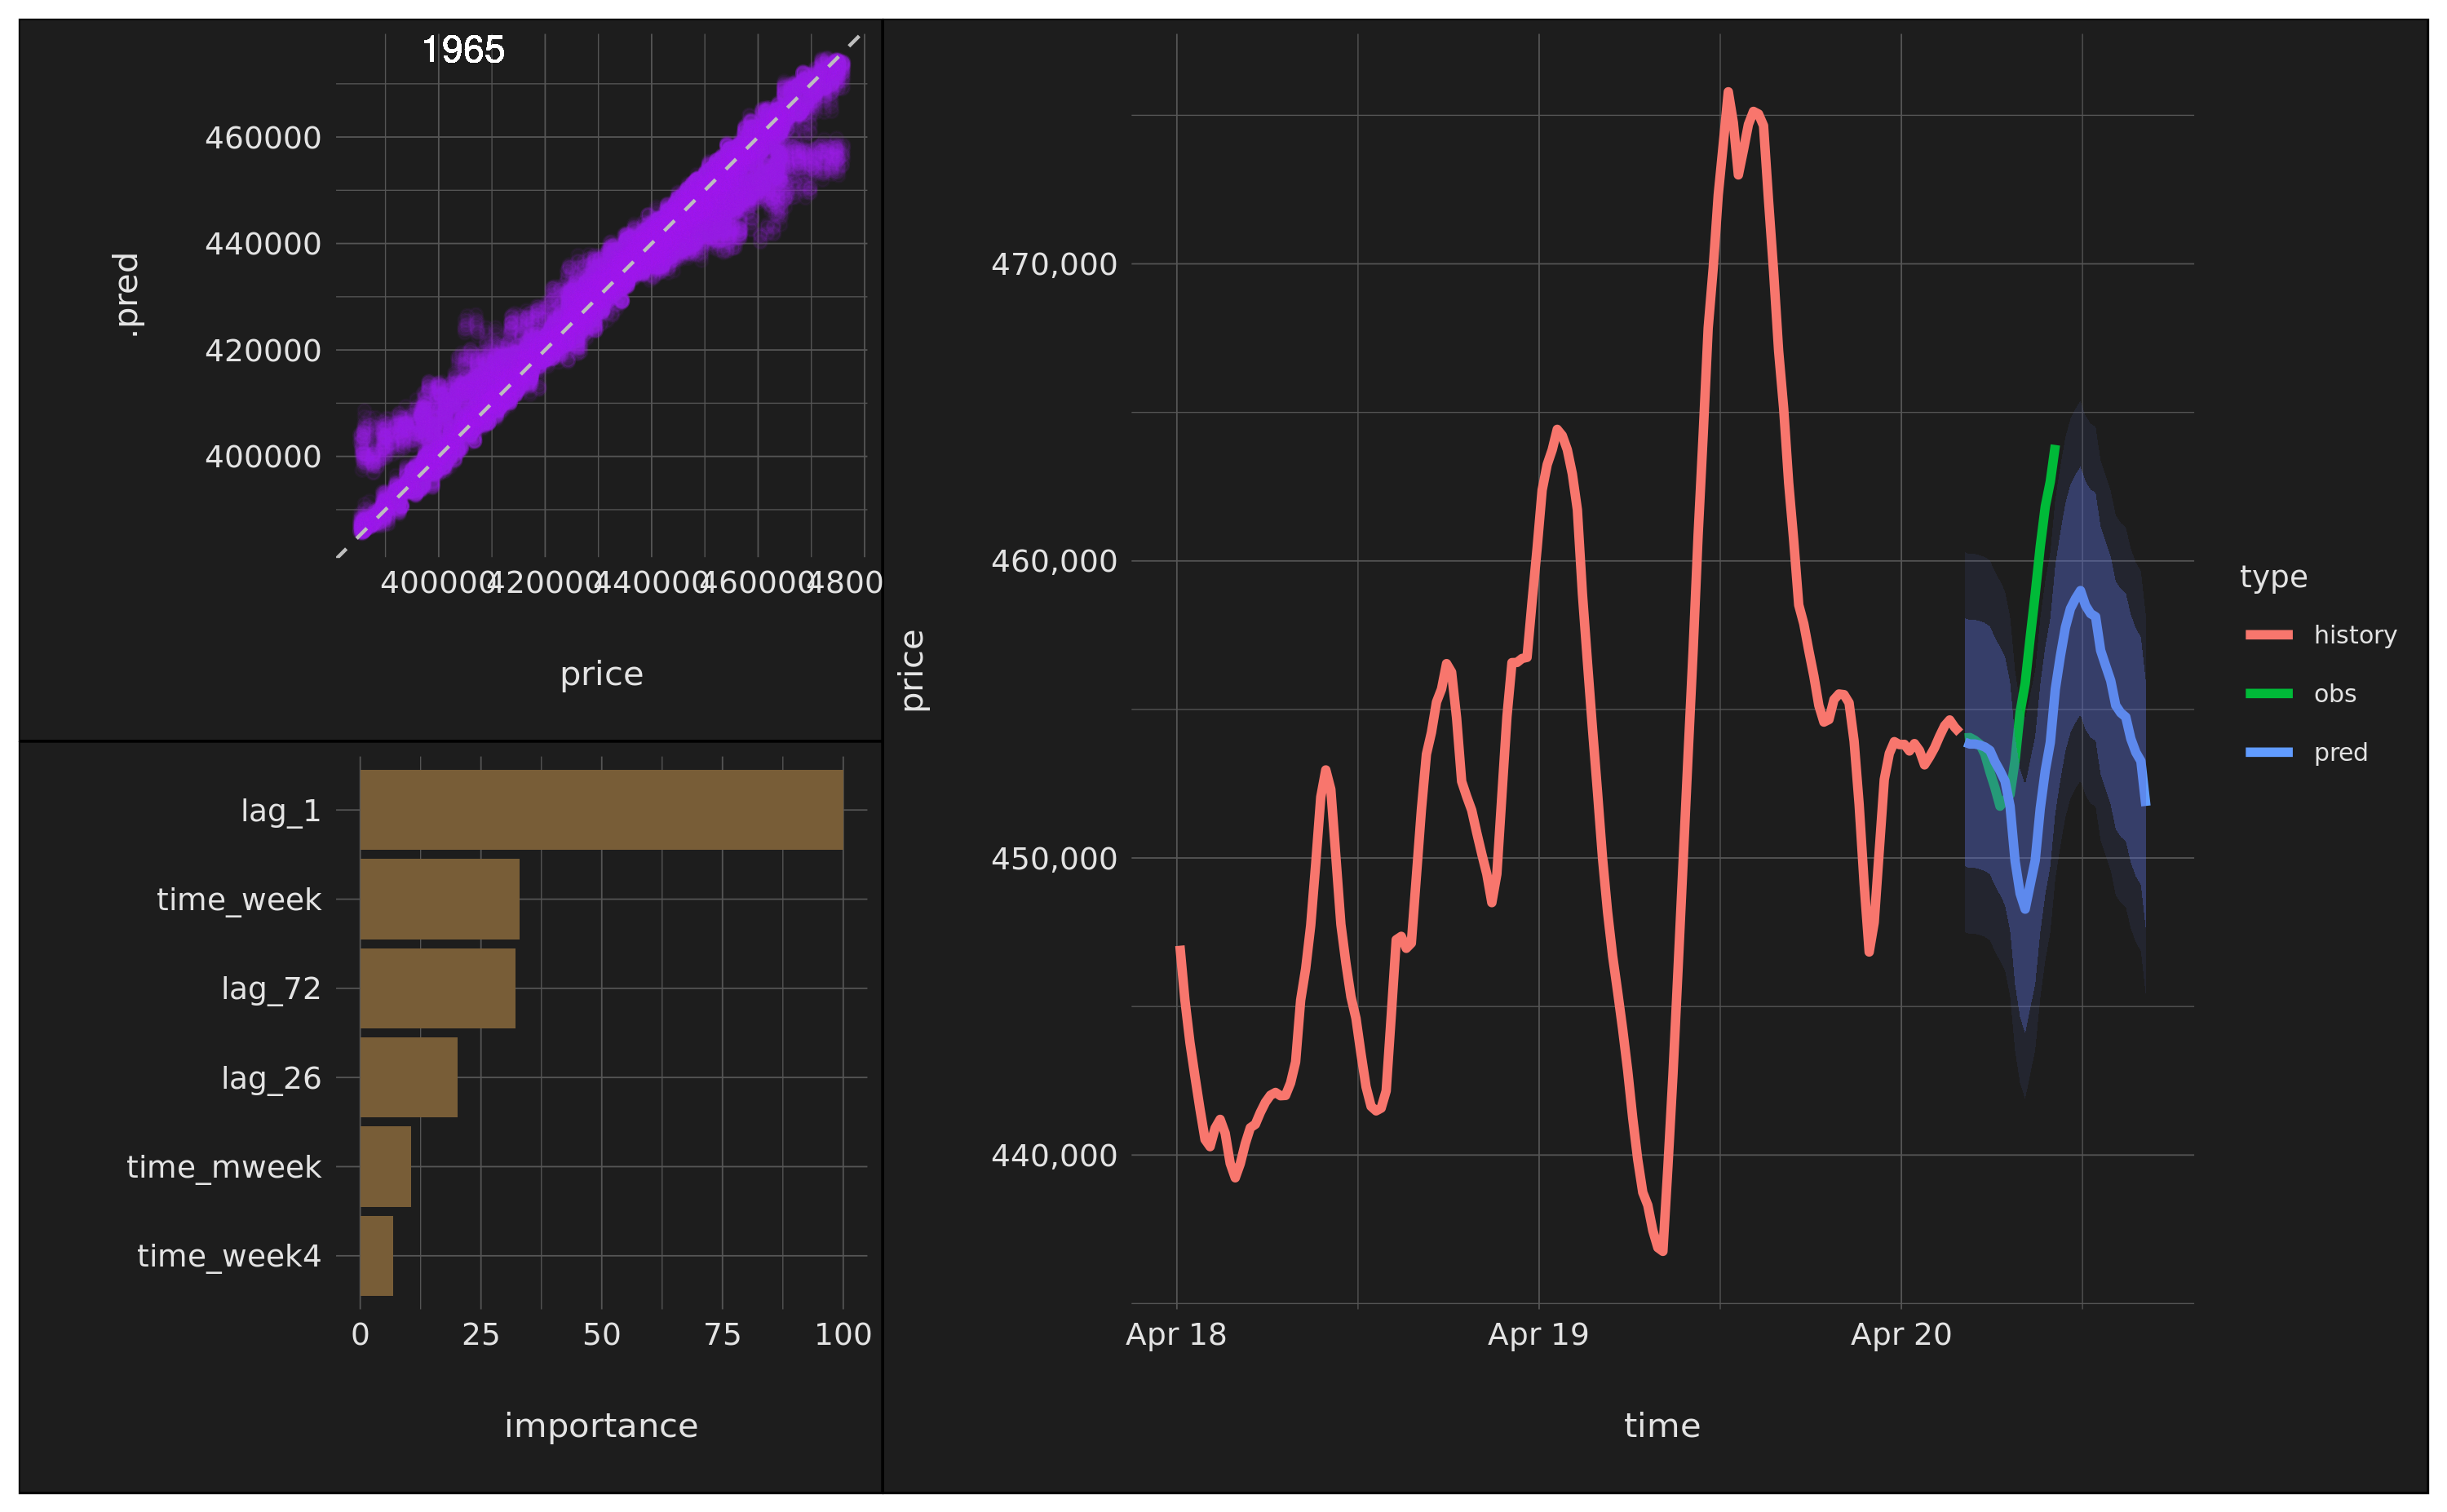 1965
.pred
460000
440000
420000
400000
400000 420000 440000 460000 4800
price
lag_1
time_week
lag_72
lag_26
time_mweek
time_week4
0 25 50 75 100
importance
price
470,000
460,000
450,000
440,000
Apr 18 Apr 19 Apr 20
time
type
history
obs
pred